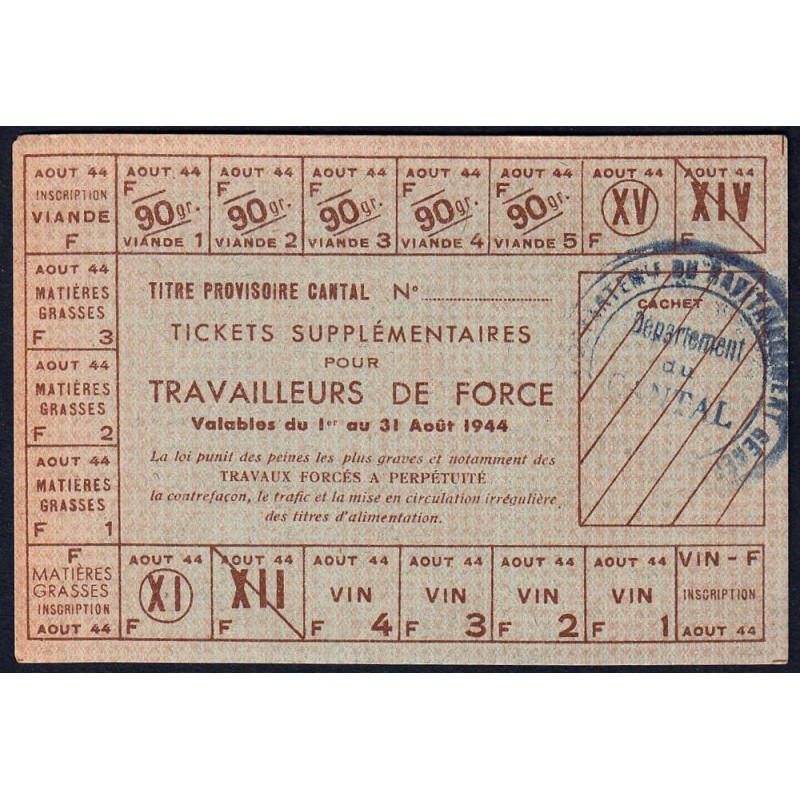 AOUT 44
INSCRIPTION
VIANDE
F
AOUT 44
F
90gr.
VIANDE 1
AOUT 44
F
90gr.
VIANDE 2
AOUT 44
F
90gr.
VIANDE 3
AOUT 44
F
90gr.
VIANDE 4
AOUT 44
F
90gr.
VIANDE 5
AOUT 44
XV
F
AOUT 44
XIV
F
AOUT 44
MATIÈRES
GRASSES
F 3
AOUT 44
MATIÈRES
GRASSES
F 2
AOUT 44
MATIÈRES
GRASSES
F 1
TITRE PROVISOIRE CANTAL N°
TICKETS SUPPLÉMENTAIRES
POUR
TRAVAILLEURS DE FORCE
Valables du 1er au 31 Août 1944
La loi punit des peines les plus graves et notamment des
TRAVAUX FORCÉS A PERPÉTUITÉ
la contrefaçon, le trafic et la mise en circulation irrégulière
des titres d'alimentation.
CACHET
DU RAVITAILLEMENT
Département
du
CANTAL
F
MATIÈRES
GRASSES
INSCRIPTION
AOUT 44
AOUT 44
XI
F
AOUT 44
XII
F
AOUT 44
VIN
F 4
AOUT 44
VIN
F 3
AOUT 44
VIN
F 2
AOUT 44
VIN
F 1
VIN - F
INSCRIPTION
AOUT 44